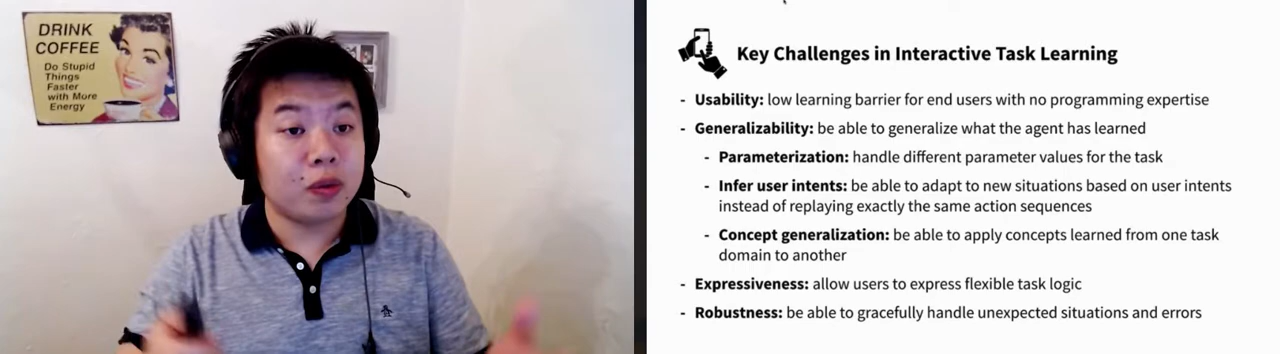 DRINK
COFFEE
Do Stupid
Things
Faster
with More
Energy
Key Challenges in Interactive Task Learning
- Usability: low learning barrier for end users with no programming expertise
- Generalizability: be able to generalize what the agent has learned
- Parameterization: handle different parameter values for the task
- Infer user intents: be able to adapt to new situations based on user intents
instead of replaying exactly the same action sequences
- Concept generalization: be able to apply concepts learned from one task
domain to another
- Expressiveness: allow users to express flexible task logic
- Robustness: be able to gracefully handle unexpected situations and errors